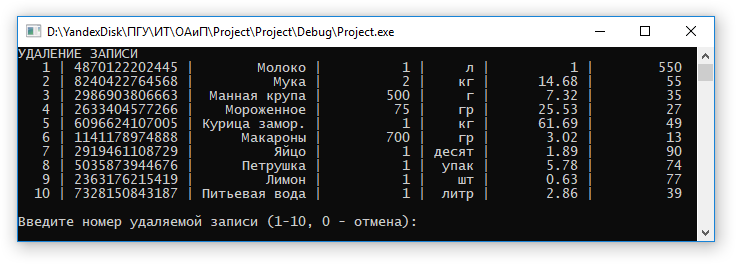 D:\YandexDisk\ПГУ\ИТ\ОАиП\Project\Project\Debug\Project.exe
УДАЛЕНИЕ ЗАПИСИ
1 | 4870122202445 | Молоко | 1 | л | 1 | 550
2 | 8240422764568 | Мука | 2 | кг | 14.68 | 55
3 | 2986903806663 | Манная крупа | 500 | г | 7.32 | 35
4 | 2633404577266 | Мороженное | 75 | гр | 25.53 | 27
5 | 6096624107005 | Курица замор. | 1 | кг | 61.69 | 49
6 | 1141178974888 | Макароны | 700 | гр | 3.02 | 13
7 | 2919461108729 | Яйцо | 1 | десят | 1.89 | 90
8 | 5035873944676 | Петрушка | 1 | упак | 5.78 | 74
9 | 2363176215419 | Лимон | 1 | шт | 0.63 | 77
10 | 7328150843187 | Питьевая вода | 1 | литр | 2.86 | 39
Введите номер удаляемой записи (1-10, 0 - отмена):